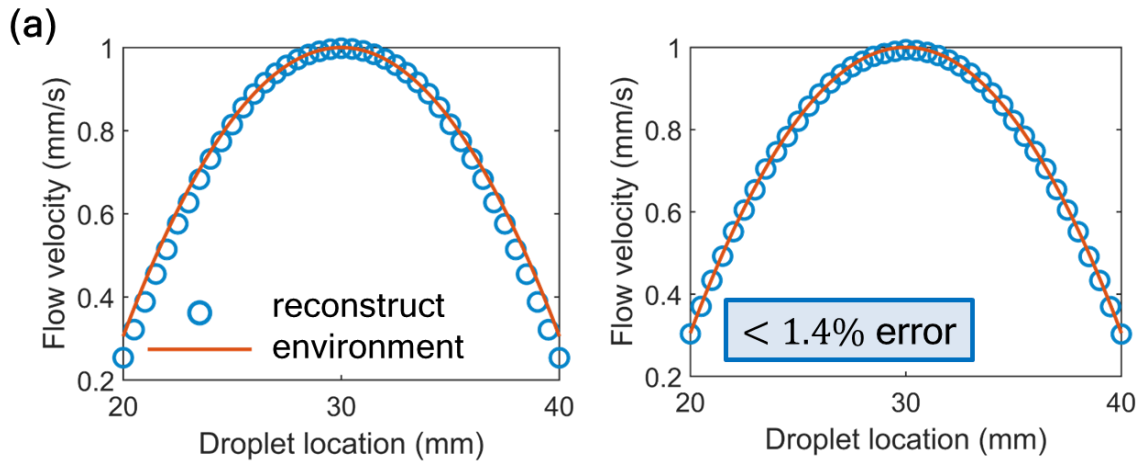 (a)
Flow velocity (mm/s)
1
0.8
0.6
0.4
0.2
20
30
40
Droplet location (mm)
reconstruct
environment
Flow velocity (mm/s)
1
0.8
0.6
0.4
0.2
20
30
40
Droplet location (mm)
< 1.4% error